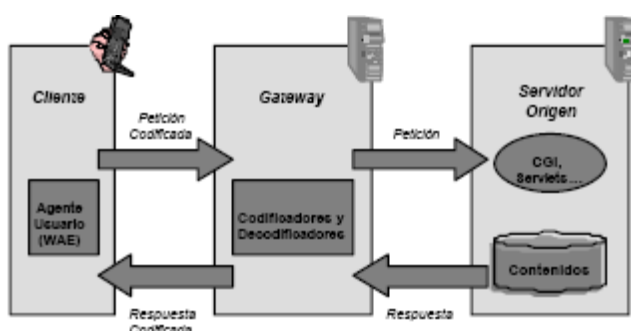 Cliente
Gateway
Servidor
Origen
Petición
Codificada
Petición
CGI,
Servlets...
Agente
Usuario
(WAE)
Codificadores y
Decodificadores
Contenidos
Respuesta
Codificada
Respuesta